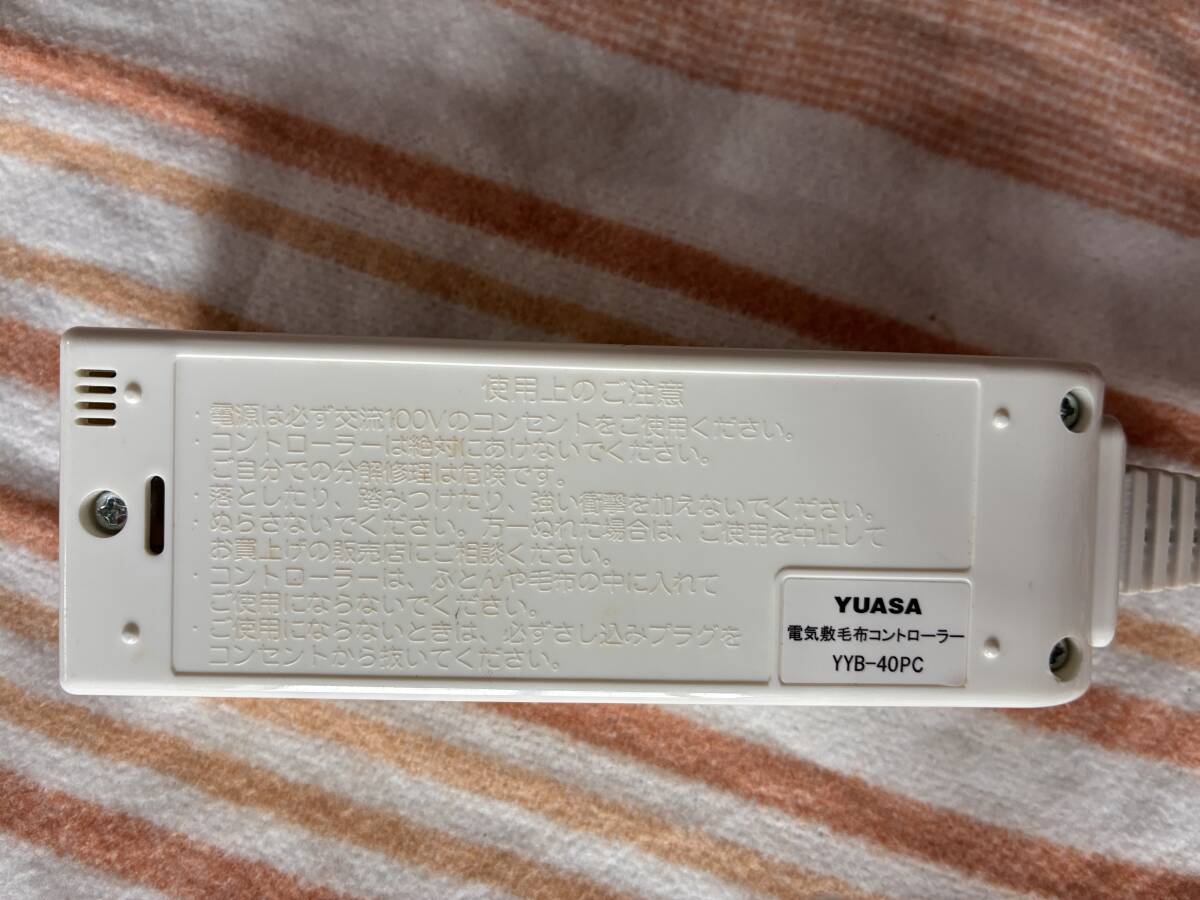 使用上のご注意
・電源は必ず交流100Vのコンセントをご使用ください。
・コントローラーは絶対にあけないでください。
ご自分での分解修理は危険です。
・落としたり、踏みつけたり、強い衝撃を加えないでください。
・ぬらさないでください。万一ぬれた場合は、ご使用を中止して
お買上げの販売店にご相談ください。
・コントローラーは、ふとんや毛布の中に入れて
ご使用にならないでください。
・ご使用にならないときは、必ずさし込みプラグを
コンセントから抜いてください。
YUASA
電気敷毛布コントローラー
YYB-40PC